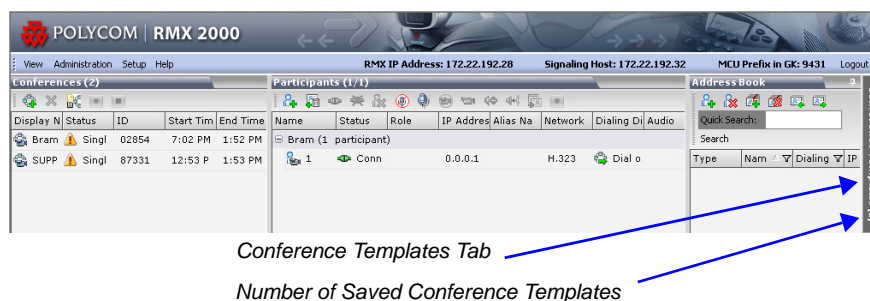 POLYCOM | RMX 2000
View Administration Setup Help RMX IP Address: 172.22.192.28 Signaling Host: 172.22.192.32 MCU Prefix in GK: 9431 Logout
Conferences (2) Participants (1/1) Address Book
Quick Search:
Search
Display N Status ID Start Tim End Time Name Status Role IP Addres Alias Na Network Dialing Di Audio
Type Nam Dialing IP
Bram Singl 02854 7:02 PM 1:52 PM Bram (1 participant)
SUPP Singl 87331 12:53 P 1:53 PM 1 Conn 0.0.0.1 H.323 Dial o
Conference Templates Tab
Number of Saved Conference Templates